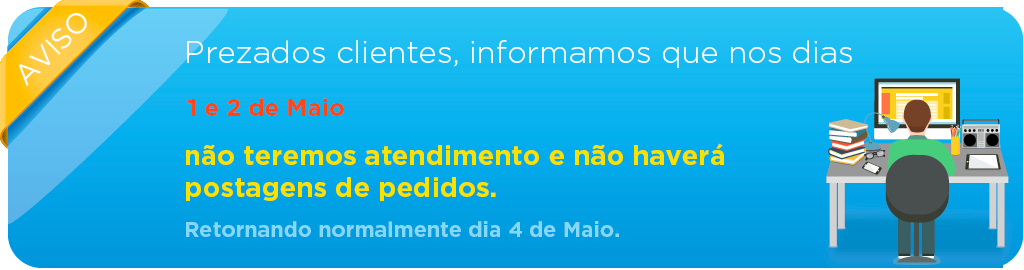 AVISO
Prezados clientes, informamos que nos dias
1 e 2 de Maio
não teremos atendimento e não haverá
postagens de pedidos.
Retornando normalmente dia 4 de Maio.